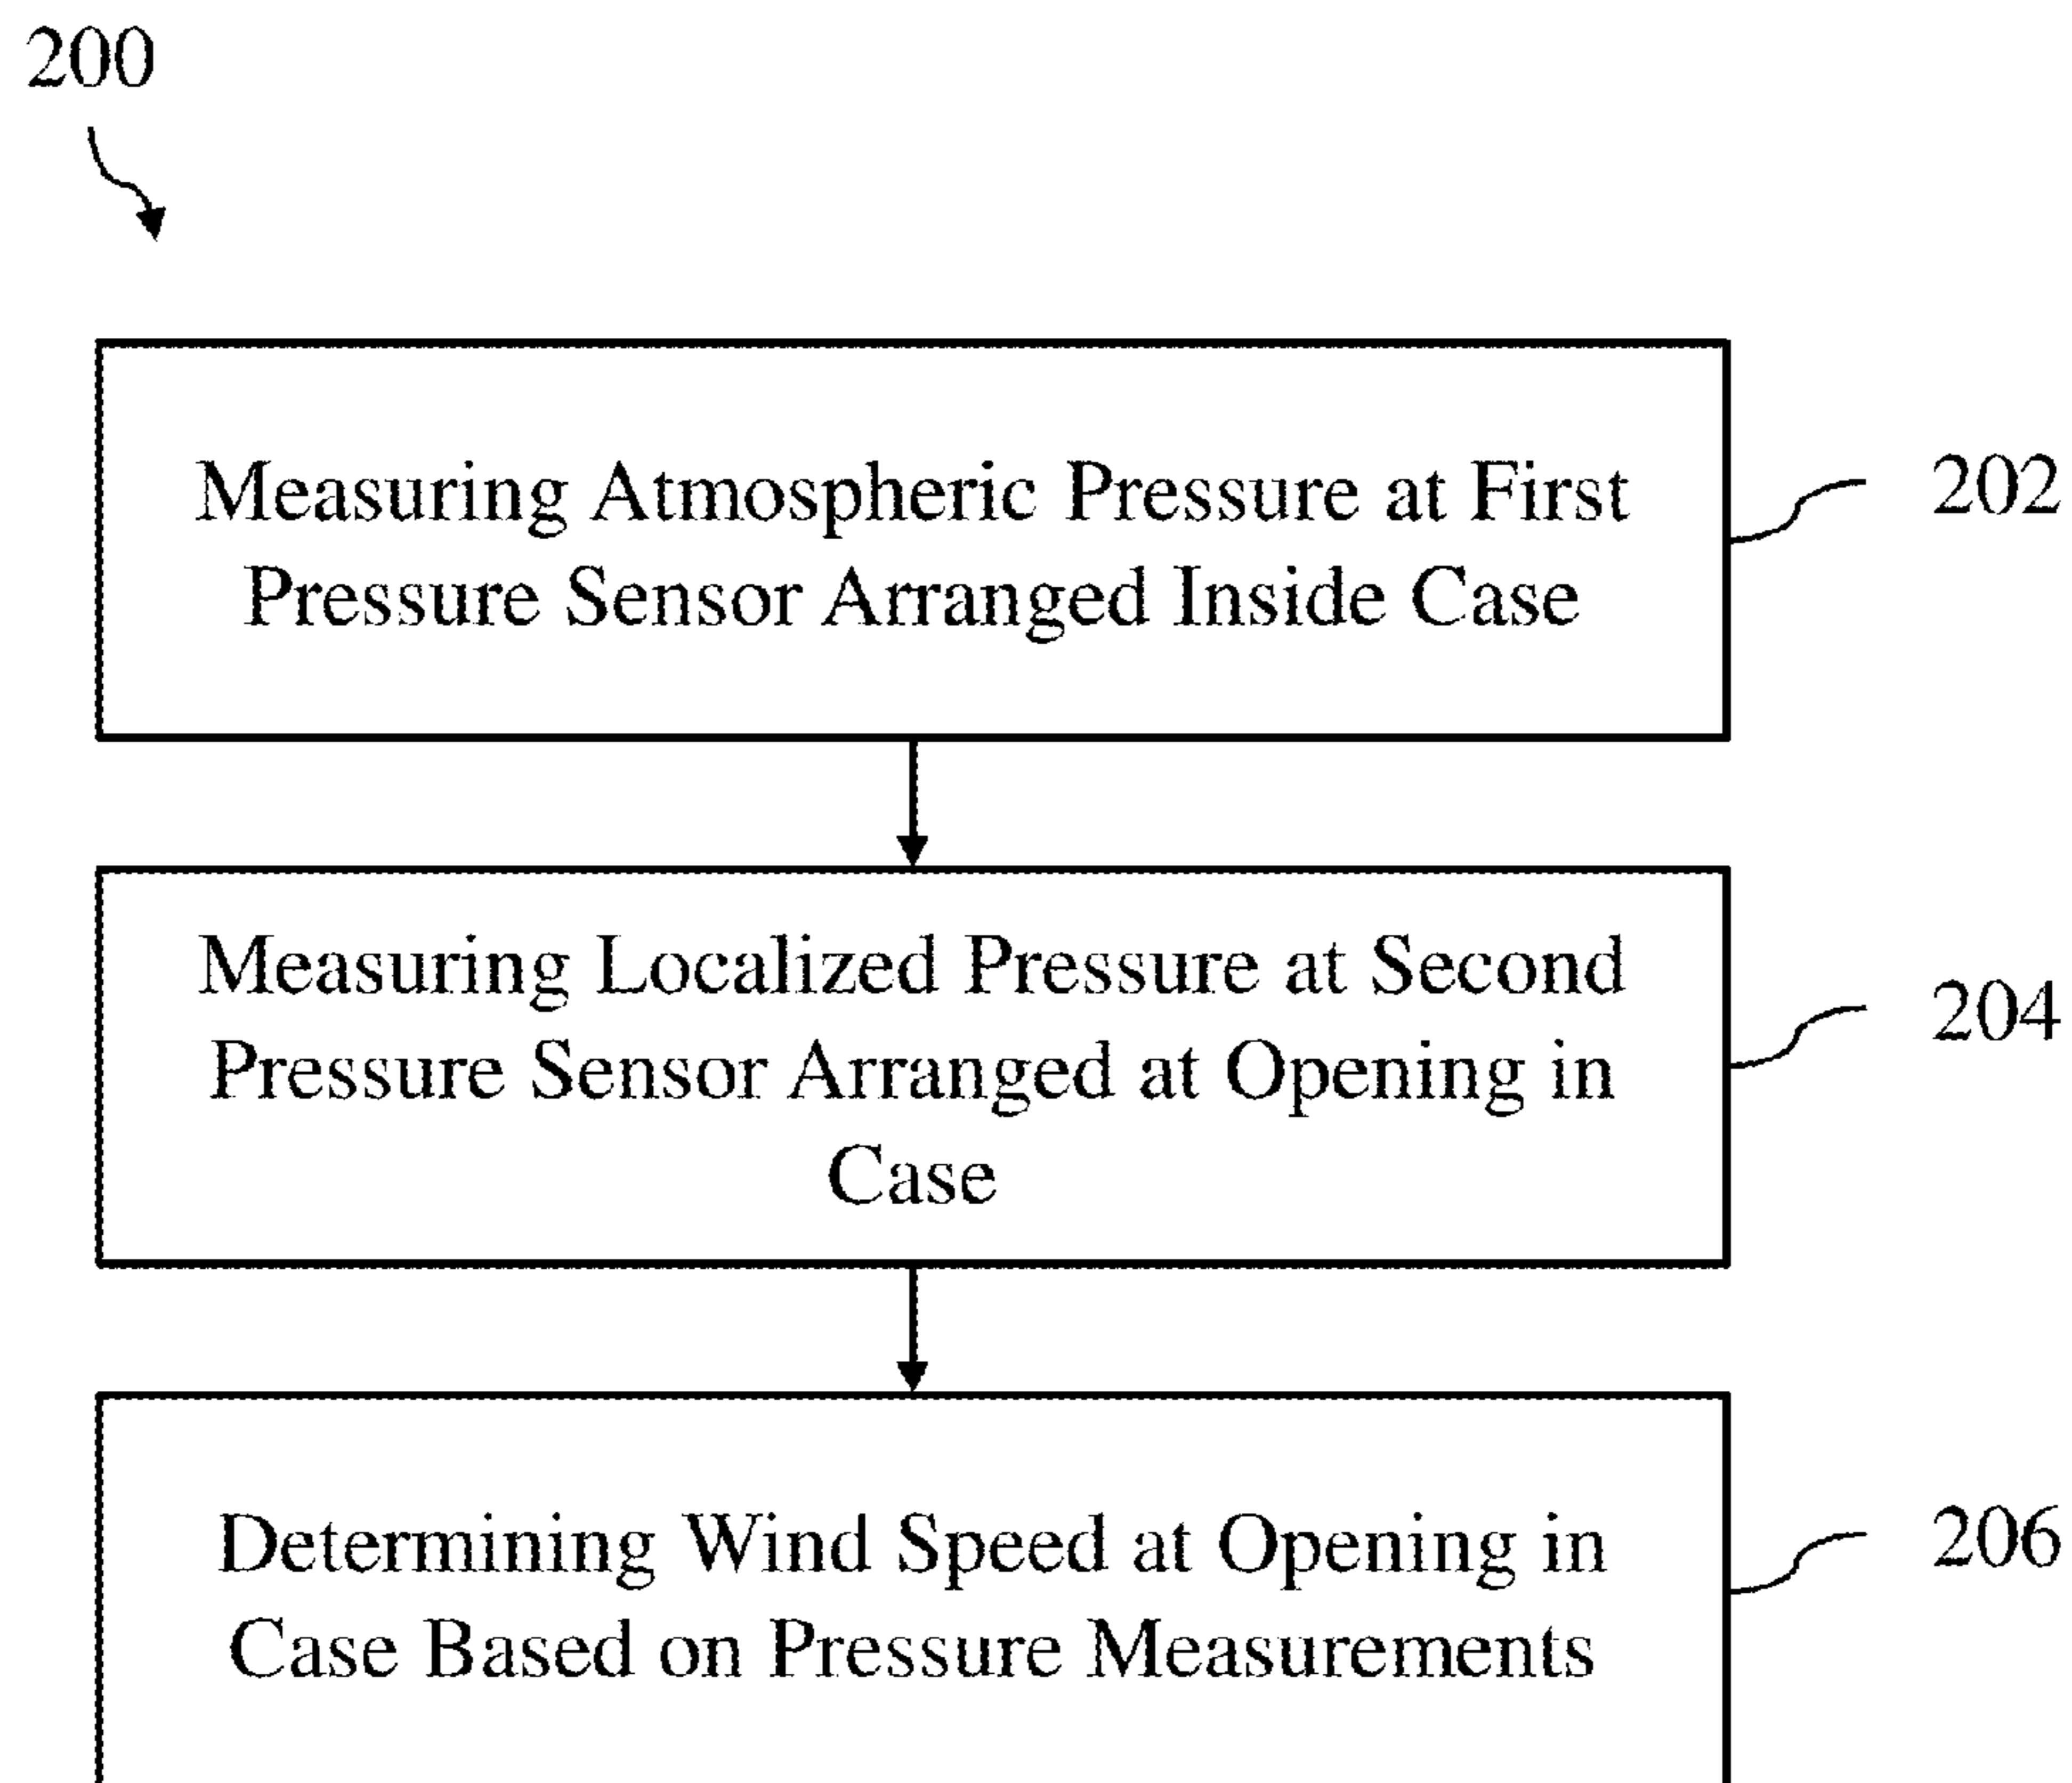 200
Measuring Atmospheric Pressure at First
Pressure Sensor Arranged Inside Case
202
Measuring Localized Pressure at Second
Pressure Sensor Arranged at Opening in
Case
204
Determining Wind Speed at Opening in
Case Based on Pressure Measurements
206